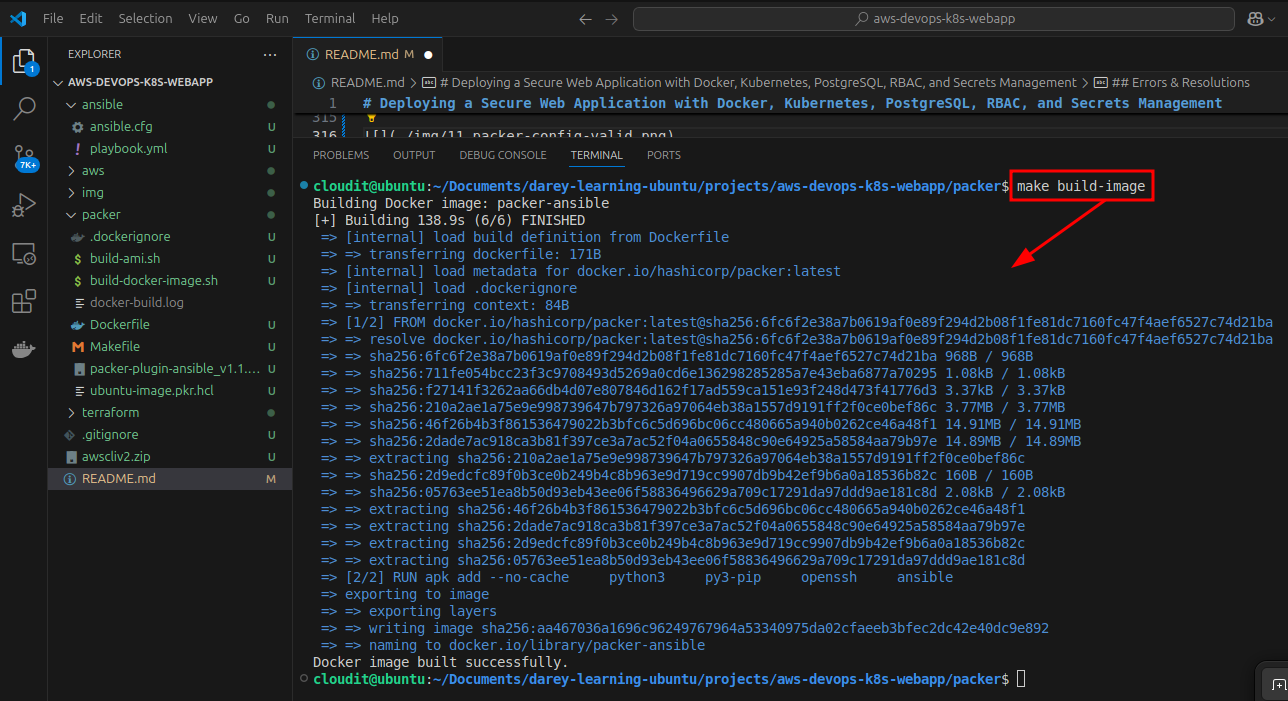 File Edit Selection View Go Run Terminal Help
aws-devops-k8s-webapp
EXPLORER
1
AWS-DEVOPS-K8S-WEBAPP
ansible
ansible.cfg U
playbook.yml U
aws
img
packer
.dockerignore U
build-ami.sh U
build-docker-image.sh U
docker-build.log
Dockerfile U
Makefile U
packer-plugin-ansible_v1.1.... U
ubuntu-image.pkr.hcl U
terraform
.gitignore U
awscliv2.zip U
README.md M
7K+
README.md M
README.md > # Deploying a Secure Web Application with Docker, Kubernetes, PostgreSQL, RBAC, and Secrets Management > ## Errors & Resolutions
1 # Deploying a Secure Web Application with Docker, Kubernetes, PostgreSQL, RBAC, and Secrets Management
315
316 ![](./img/11.packer-config-valid.png)
PROBLEMS OUTPUT DEBUG CONSOLE TERMINAL PORTS
cloudit@ubuntu:~/Documents/darey-learning-ubuntu/projects/aws-devops-k8s-webapp/packer$ make build-image
Building Docker image: packer-ansible
[+] Building 138.9s (6/6) FINISHED
=> [internal] load build definition from Dockerfile
=> => transferring dockerfile: 171B
=> [internal] load metadata for docker.io/hashicorp/packer:latest
=> [internal] load .dockerignore
=> => transferring context: 84B
=> [1/2] FROM docker.io/hashicorp/packer:latest@sha256:6fc6f2e38a7b0619af0e89f294d2b08f1fe81dc7160fc47f4aef6527c74d21ba
=> => resolve docker.io/hashicorp/packer:latest@sha256:6fc6f2e38a7b0619af0e89f294d2b08f1fe81dc7160fc47f4aef6527c74d21ba
=> => sha256:6fc6f2e38a7b0619af0e89f294d2b08f1fe81dc7160fc47f4aef6527c74d21ba 968B / 968B
=> => sha256:711fe054bcc23f3c9708493d5269a0cd6e136298285285a7e43eba6877a70295 1.08kB / 1.08kB
=> => sha256:f27141f3262aa66db4d07e807846d162f17ad559ca151e93f248d473f41776d3 3.37kB / 3.37kB
=> => sha256:210a2ae1a75e9e998739647b797326a97064eb38a1557d9191ff2f0ce0bef86c 3.77MB / 3.77MB
=> => sha256:46f26b4b3f861536479022b3bfc6c5d696bc06cc480665a940b0262ce46a48f1 14.91MB / 14.91MB
=> => sha256:2dade7ac918ca3b81f397ce3a7ac52f04a0655848c90e64925a58584aa79b97e 14.89MB / 14.89MB
=> => extracting sha256:210a2ae1a75e9e998739647b797326a97064eb38a1557d9191ff2f0ce0bef86c
=> => sha256:2d9edcfc89f0b3ce0b249b4c8b963e9d719cc9907db9b42ef9b6a0a18536b82c 160B / 160B
=> => sha256:05763ee51ea8b50d93eb43ee06f58836496629a709c17291da97ddd9ae181c8d 2.08kB / 2.08kB
=> => extracting sha256:46f26b4b3f861536479022b3bfc6c5d696bc06cc480665a940b0262ce46a48f1
=> => extracting sha256:2dade7ac918ca3b81f397ce3a7ac52f04a0655848c90e64925a58584aa79b97e
=> => extracting sha256:2d9edcfc89f0b3ce0b249b4c8b963e9d719cc9907db9b42ef9b6a0a18536b82c
=> => extracting sha256:05763ee51ea8b50d93eb43ee06f58836496629a709c17291da97ddd9ae181c8d
=> [2/2] RUN apk add --no-cache     python3     py3-pip     openssh     ansible
=> exporting to image
=> => exporting layers
=> => writing image sha256:aa467036a1696c96249767964a53340975da02cfaeeb3bfec2dc42e40dc9e892
=> => naming to docker.io/library/packer-ansible
Docker image built successfully.
cloudit@ubuntu:~/Documents/darey-learning-ubuntu/projects/aws-devops-k8s-webapp/packer$